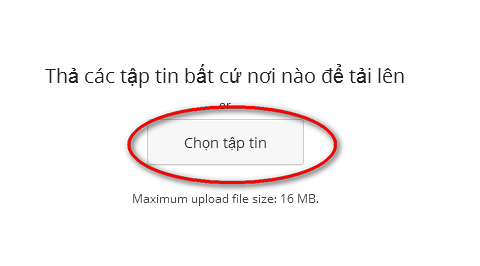 Thả các tập tin bất cứ nơi nào để tải lên
or
Chọn tập tin
Maximum upload file size: 16 MB.